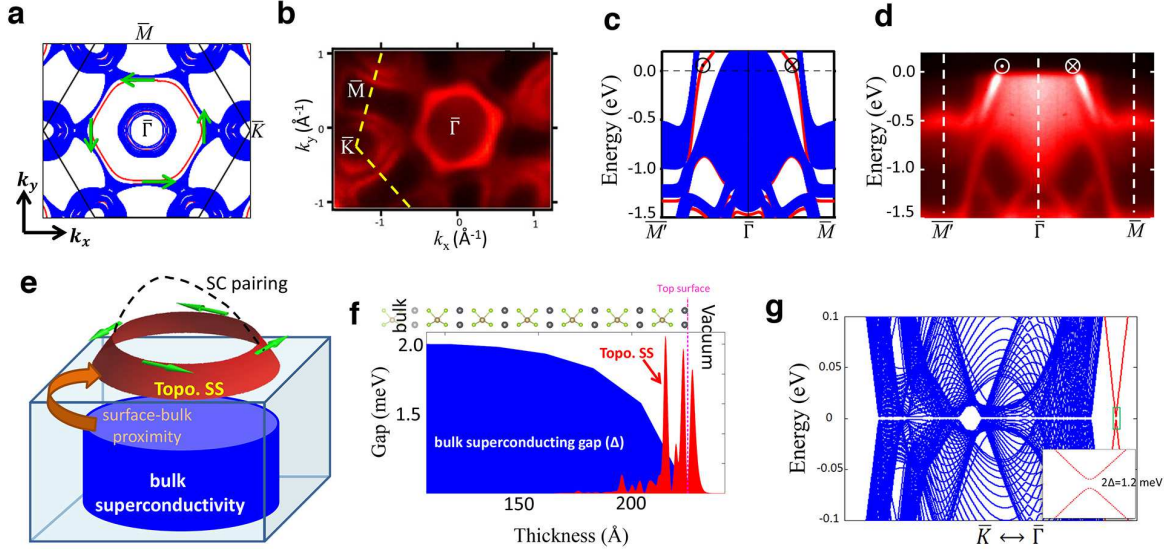 a
M̅
Γ̅
K̅
k_y
k_x
b
1
0
-1
k_y (Å⁻¹)
M̅
K̅
Γ̅
-1
0
1
k_x (Å⁻¹)
c
0.0
-0.5
-1.0
-1.5
Energy (eV)
M̅'
Γ̅
M̅
d
0.0
-0.5
-1.0
-1.5
Energy (eV)
M̅'
Γ̅
M̅
e
SC pairing
Topo. SS
surface-bulk
proximity
bulk
superconductivity
f
bulk
Top surface
Vacuum
2.0
1.5
Gap (meV)
Topo. SS
bulk superconducting gap (Δ)
150
200
Thickness (Å)
g
0.1
0.05
0
-0.05
-0.1
Energy (eV)
2Δ=1.2 meV
K̅ ↔ Γ̅